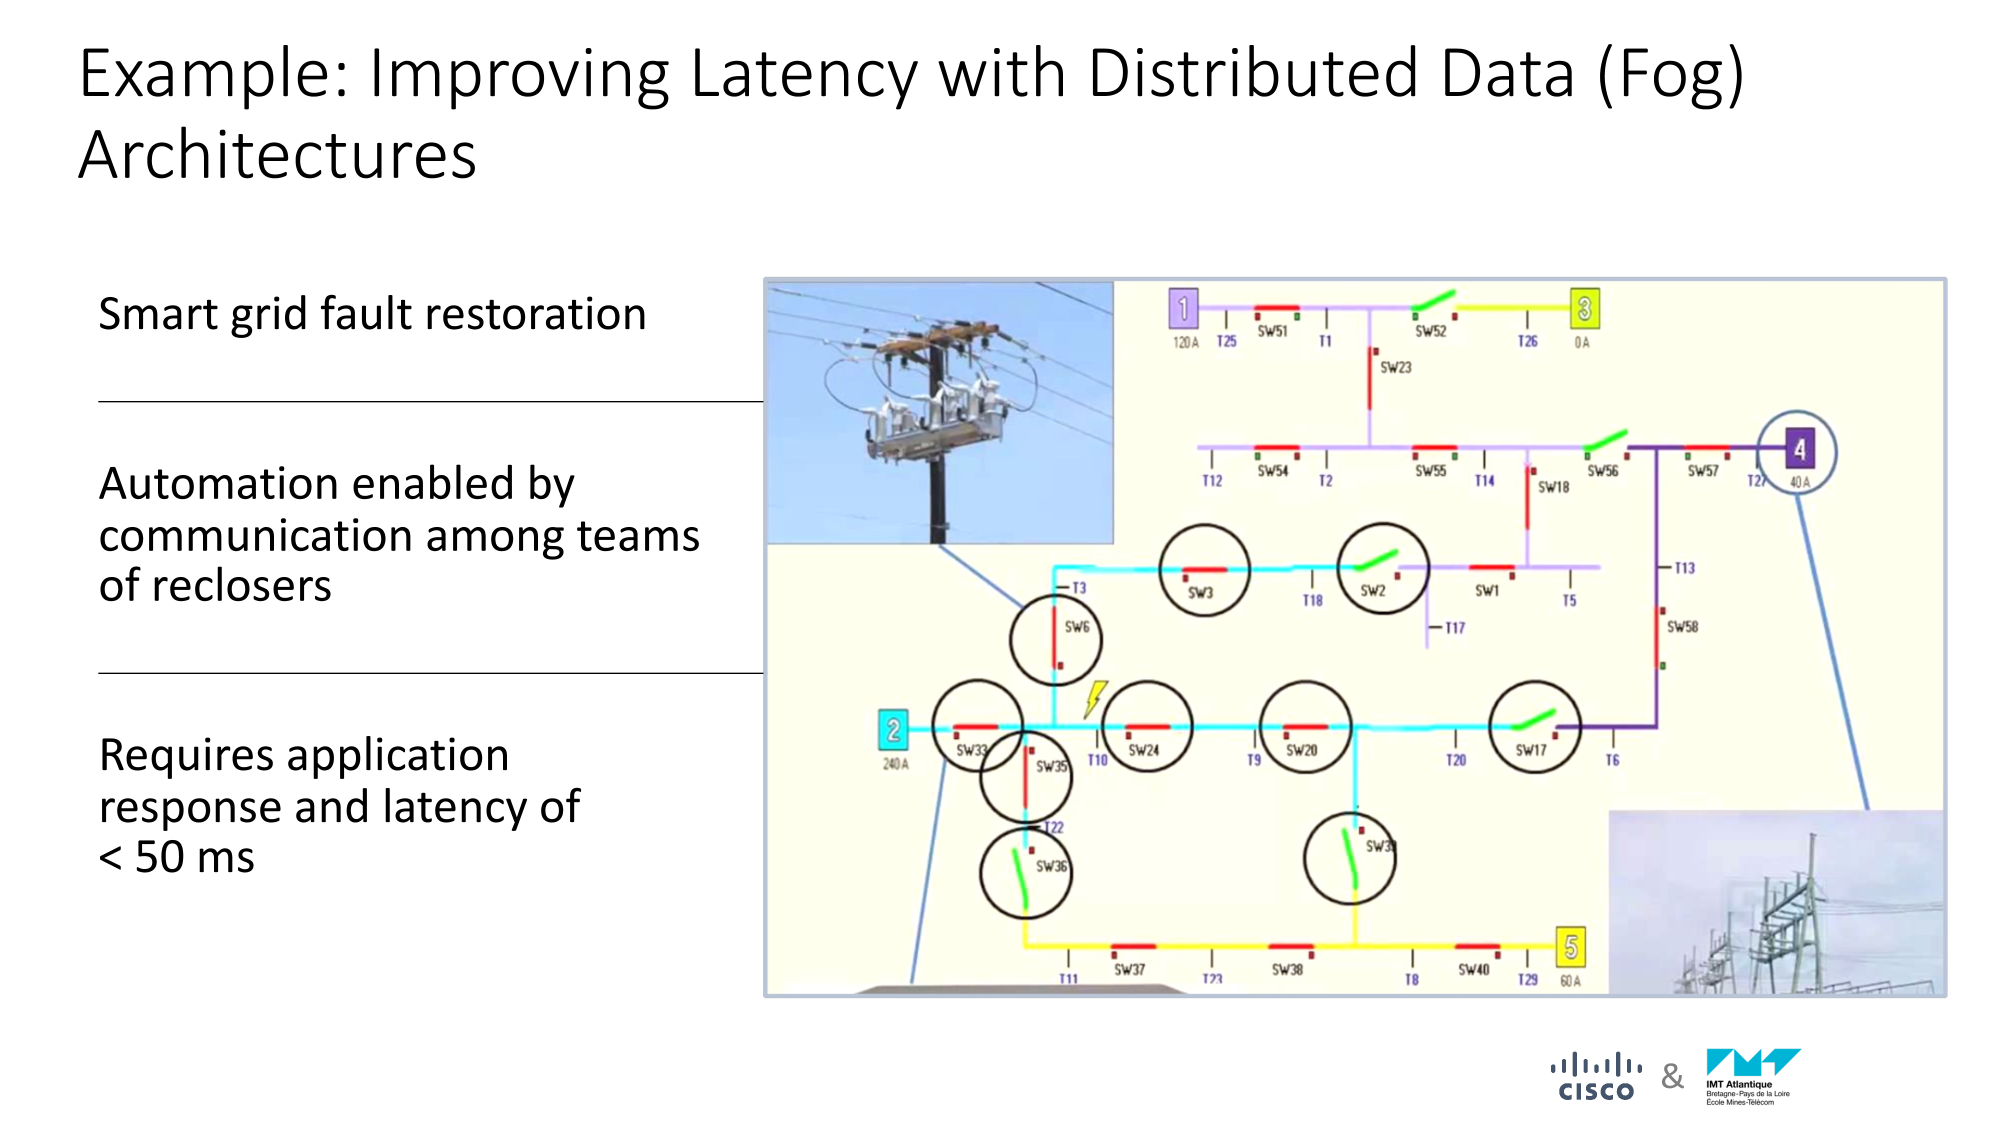 Example: Improving Latency with Distributed Data (Fog)
Architectures
Smart grid fault restoration
Automation enabled by
communication among teams
of reclosers
Requires application
response and latency of
< 50 ms
1
3
120 A
T25
SW51
T1
SW52
T26
0 A
SW23
4
T12
SW54
T2
SW55
T14
SW18
SW56
SW57
T27
40 A
T3
SW3
T18
SW2
SW1
T5
T13
SW6
T17
SW58
2
240 A
SW33
SW35
T10
SW24
T9
SW20
T20
SW17
T6
T22
SW36
5
T11
SW37
T23
SW38
T8
SW40
T29
60 A
CISCO
&
IMT Atlantique
Bretagne-Pays de la Loire
École Mines-Télécom